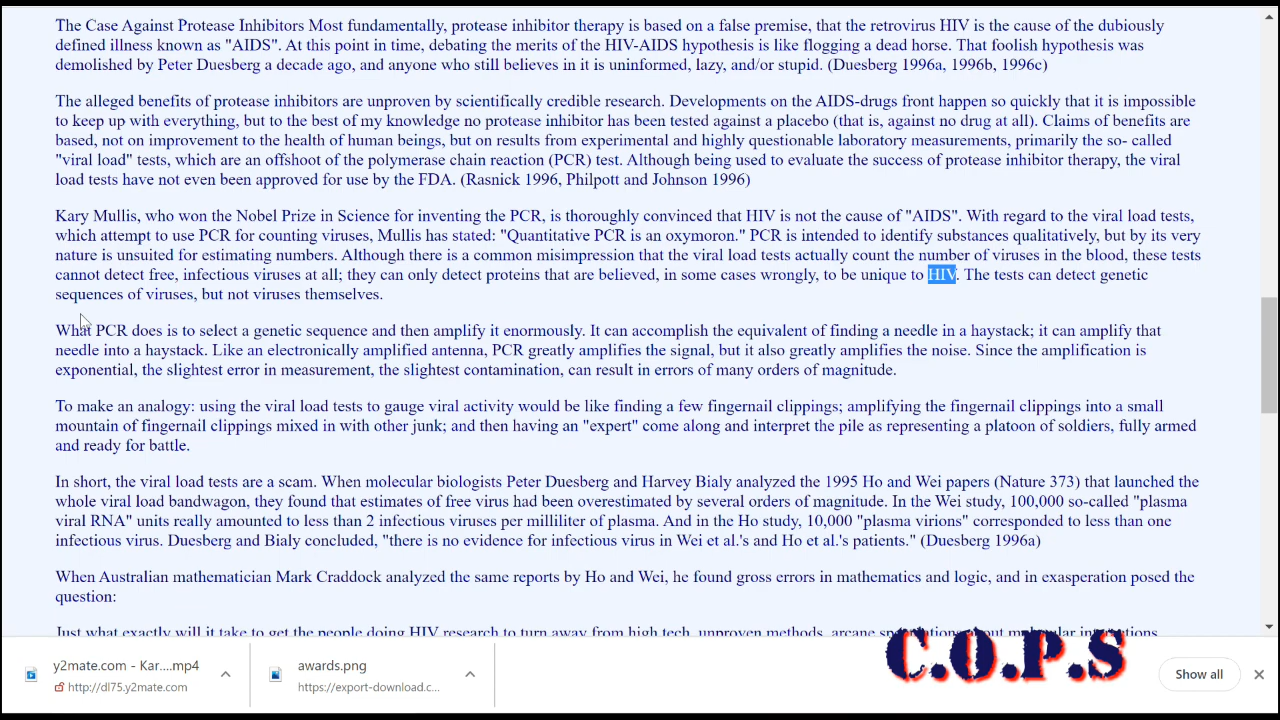 The Case Against Protease Inhibitors Most fundamentally, protease inhibitor therapy is based on a false premise, that the retrovirus HIV is the cause of the dubiously
defined illness known as "AIDS". At this point in time, debating the merits of the HIV-AIDS hypothesis is like flogging a dead horse. That foolish hypothesis was
demolished by Peter Duesberg a decade ago, and anyone who still believes in it is uninformed, lazy, and/or stupid. (Duesberg 1996a, 1996b, 1996c)
The alleged benefits of protease inhibitors are unproven by scientifically credible research. Developments on the AIDS-drugs front happen so quickly that it is impossible
to keep up with everything, but to the best of my knowledge no protease inhibitor has been tested against a placebo (that is, against no drug at all). Claims of benefits are
based, not on improvement to the health of human beings, but on results from experimental and highly questionable laboratory measurements, primarily the so- called
"viral load" tests, which are an offshoot of the polymerase chain reaction (PCR) test. Although being used to evaluate the success of protease inhibitor therapy, the viral
load tests have not even been approved for use by the FDA. (Rasnick 1996, Philpott and Johnson 1996)
Kary Mullis, who won the Nobel Prize in Science for inventing the PCR, is thoroughly convinced that HIV is not the cause of "AIDS". With regard to the viral load tests,
which attempt to use PCR for counting viruses, Mullis has stated: "Quantitative PCR is an oxymoron." PCR is intended to identify substances qualitatively, but by its very
nature is unsuited for estimating numbers. Although there is a common misimpression that the viral load tests actually count the number of viruses in the blood, these tests
cannot detect free, infectious viruses at all; they can only detect proteins that are believed, in some cases wrongly, to be unique to HIV. The tests can detect genetic
sequences of viruses, but not viruses themselves.
What PCR does is to select a genetic sequence and then amplify it enormously. It can accomplish the equivalent of finding a needle in a haystack; it can amplify that
needle into a haystack. Like an electronically amplified antenna, PCR greatly amplifies the signal, but it also greatly amplifies the noise. Since the amplification is
exponential, the slightest error in measurement, the slightest contamination, can result in errors of many orders of magnitude.
To make an analogy: using the viral load tests to gauge viral activity would be like finding a few fingernail clippings; amplifying the fingernail clippings into a small
mountain of fingernail clippings mixed in with other junk; and then having an "expert" come along and interpret the pile as representing a platoon of soldiers, fully armed
and ready for battle.
In short, the viral load tests are a scam. When molecular biologists Peter Duesberg and Harvey Bialy analyzed the 1995 Ho and Wei papers (Nature 373) that launched the
whole viral load bandwagon, they found that estimates of free virus had been overestimated by several orders of magnitude. In the Wei study, 100,000 so-called "plasma
viral RNA" units really amounted to less than 2 infectious viruses per milliliter of plasma. And in the Ho study, 10,000 "plasma virions" corresponded to less than one
infectious virus. Duesberg and Bialy concluded, "there is no evidence for infectious virus in Wei et al.'s and Ho et al.'s patients." (Duesberg 1996a)
When Australian mathematician Mark Craddock analyzed the same reports by Ho and Wei, he found gross errors in mathematics and logic, and in exasperation posed the
question:
Just what exactly will it take to get the people doing HIV research to turn away from high tech, unproven methods, arcane
C.O.P.S
y2mate.com - Kar....mp4
http://dl75.y2mate.com
awards.png
https://export-download.c...
Show all